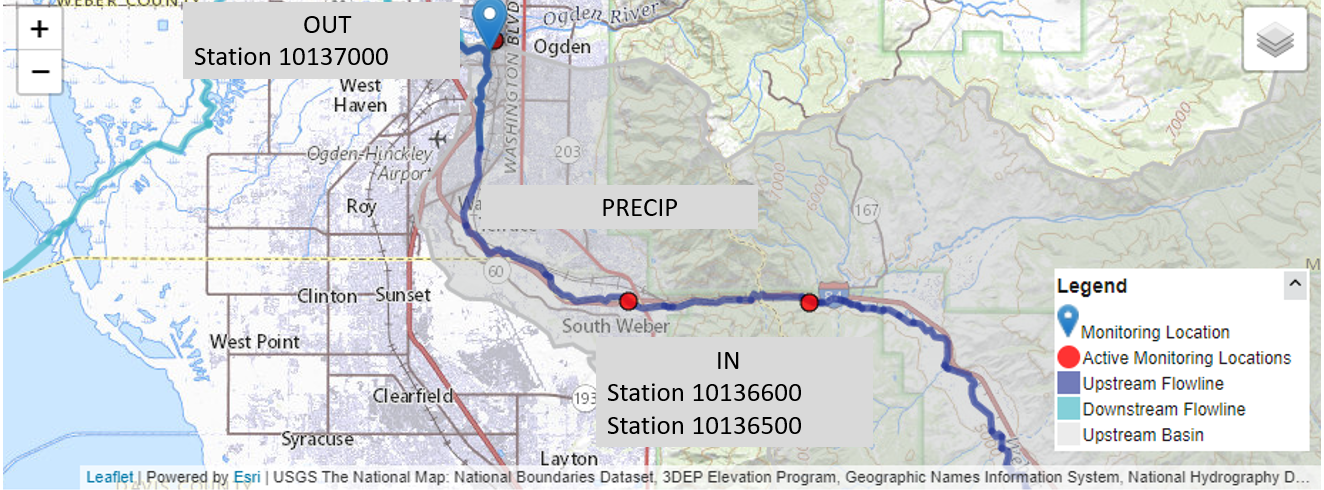 WEBER COUNTY
+
−
OUT
Station 10137000
Ogden River
Ogden
WASHINGTON BLVD
West
Haven
7000
Ogden-Hinckley
Airport
203
7000
6000
Roy
PRECIP
167
60
84
Clinton
Sunset
South Weber
West Point
IN
Station 10136600
Station 10136500
Clearfield
193
Syracuse
Layton
Legend
Monitoring Location
Active Monitoring Locations
Upstream Flowline
Downstream Flowline
Upstream Basin
Leaflet | Powered by Esri | USGS The National Map: National Boundaries Dataset, 3DEP Elevation Program, Geographic Names Information System, National Hydrography D...
DAVIS COUNTY